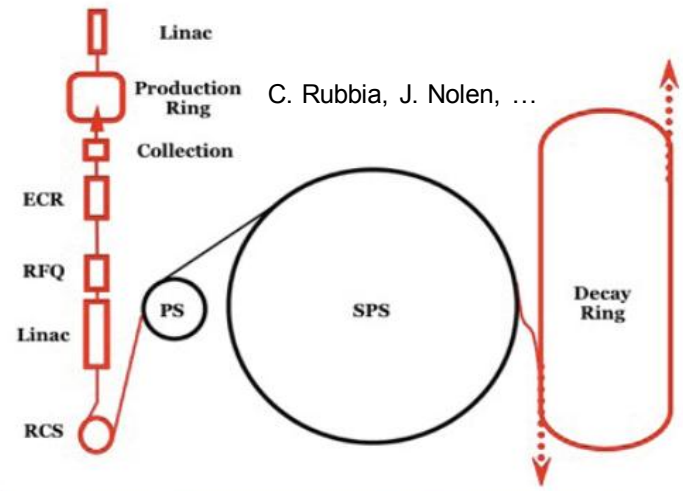 Linac
Production
Ring
C. Rubbia, J. Nolen, …
Collection
ECR
RFQ
Linac
RCS
PS
SPS
Decay
Ring